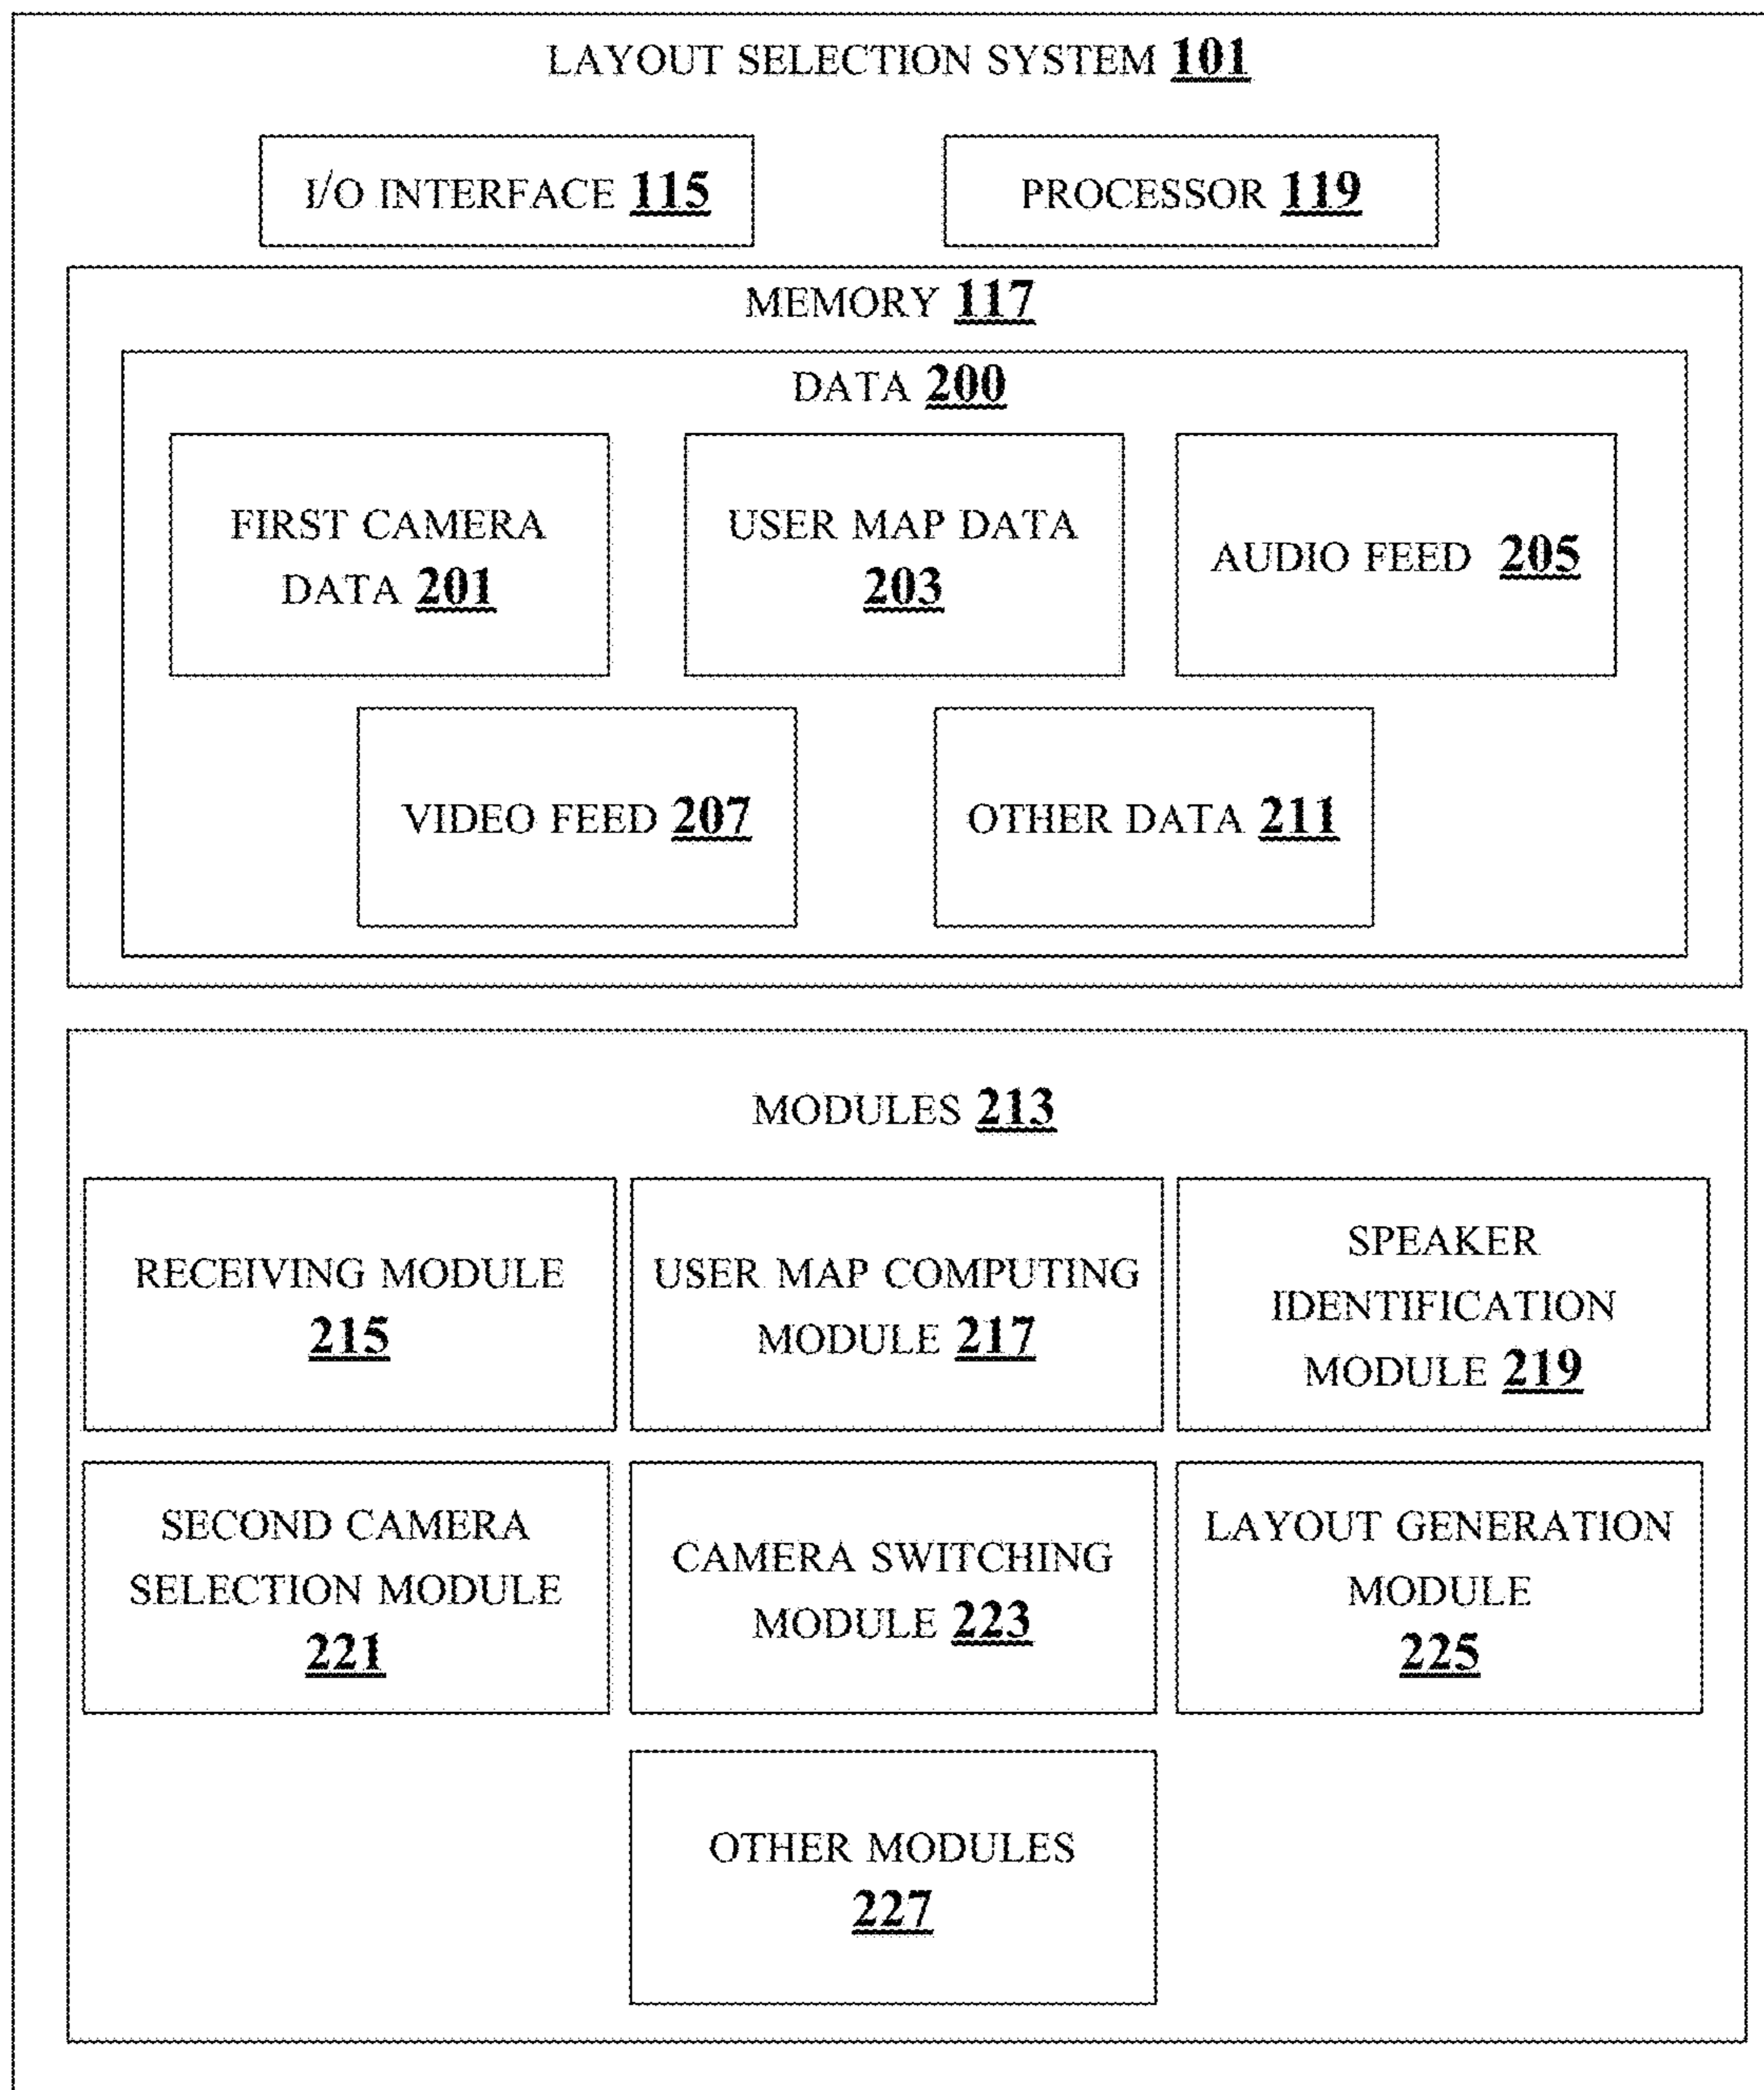 LAYOUT SELECTION SYSTEM 101
I/O INTERFACE 115
PROCESSOR 119
MEMORY 117
DATA 200
FIRST CAMERA
DATA 201
USER MAP DATA
203
AUDIO FEED 205
VIDEO FEED 207
OTHER DATA 211
MODULES 213
RECEIVING MODULE
215
USER MAP COMPUTING
MODULE 217
SPEAKER
IDENTIFICATION
MODULE 219
SECOND CAMERA
SELECTION MODULE
221
CAMERA SWITCHING
MODULE 223
LAYOUT GENERATION
MODULE
225
OTHER MODULES
227